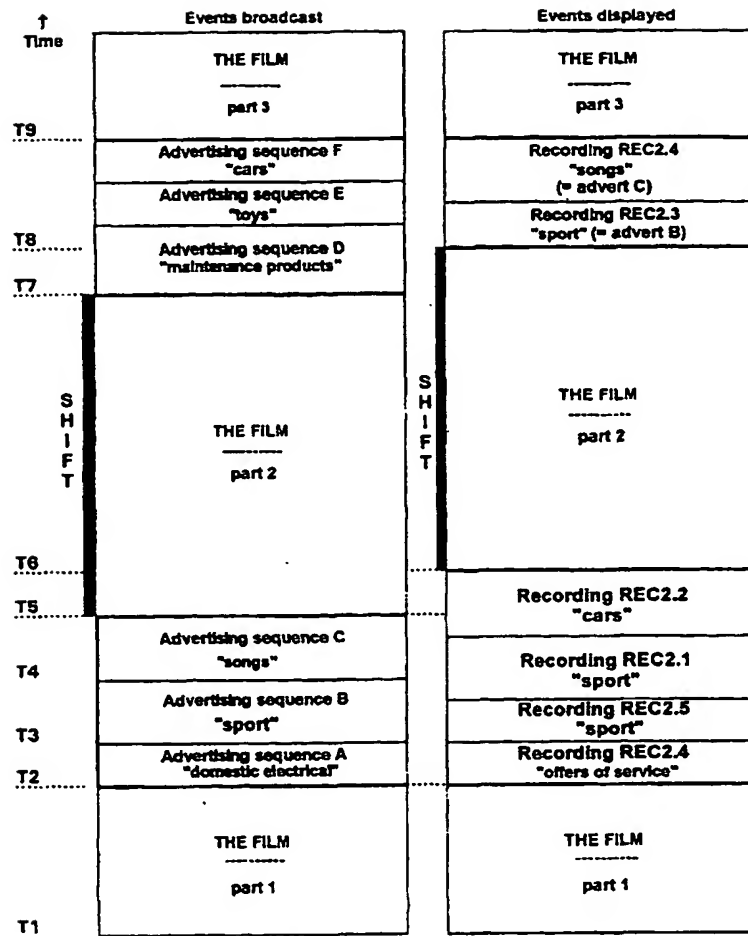 Events broadcast
Events displayed
↑
Time
THE FILM
part 3
THE FILM
part 3
T9
Advertising sequence F
"cars"
Recording REC2.4
"songs"
(= advert C)
Advertising sequence E
"toys"
Recording REC2.3
"sport" (= advert B)
T8
Advertising sequence D
"maintenance products"
T7
SHIFT
THE FILM
part 2
SHIFT
THE FILM
part 2
T6
T5
Recording REC2.2
"cars"
Advertising sequence C
"songs"
Recording REC2.1
"sport"
T4
Advertising sequence B
"sport"
Recording REC2.5
"sport"
T3
Advertising sequence A
"domestic electrical"
Recording REC2.4
"offers of service"
T2
THE FILM
part 1
THE FILM
part 1
T1